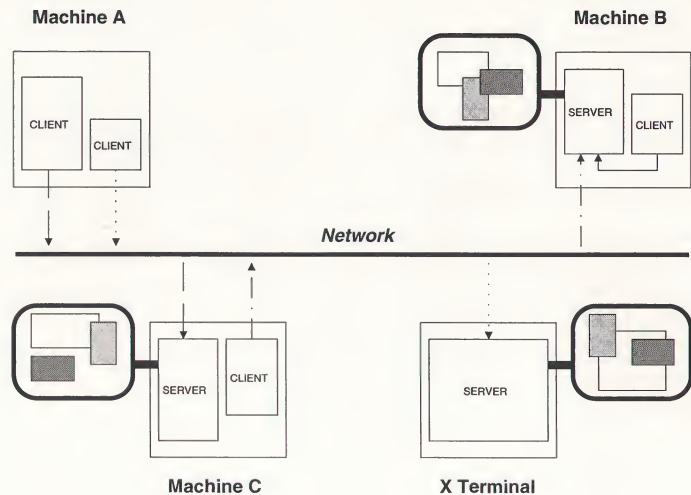 Machine A
Machine B
CLIENT
CLIENT
SERVER
CLIENT
Network
SERVER
CLIENT
SERVER
Machine C
X Terminal